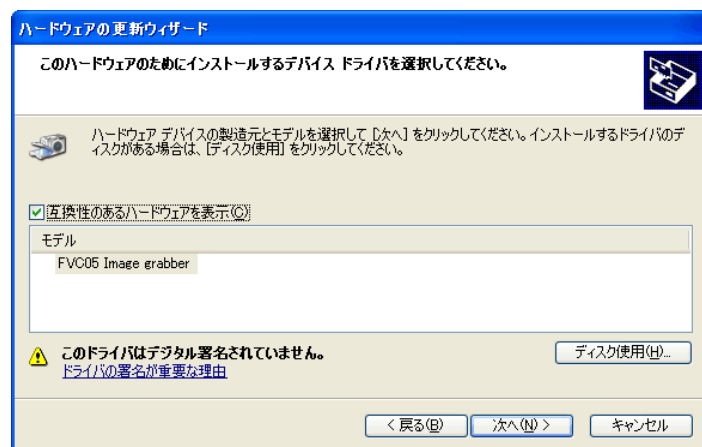 ハードウェアの更新ウィザード
このハードウェアのためにインストールするデバイス ドライバを選択してください。
ハードウェア デバイスの製造元とモデルを選択して [次へ] をクリックしてください。インストールするドライバのデ
ィスクがある場合は、[ディスク使用] をクリックしてください。
互換性のあるハードウェアを表示(C)
モデル
FVC05 Image grabber
このドライバはデジタル署名されていません。
ディスク使用(H)...
ドライバの署名が重要な理由
< 戻る(B)
次へ(N) >
キャンセル